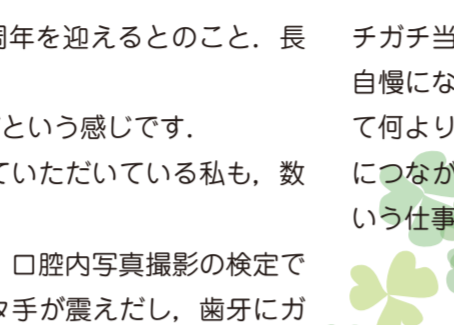 周年を迎えるとのこと．長
という感じです．
ていただいている私も，数
口腔内写真撮影の検定で
タ手が震えだし，歯牙にガ
チガチ当
自慢にな
て何より
につなが
いう仕事